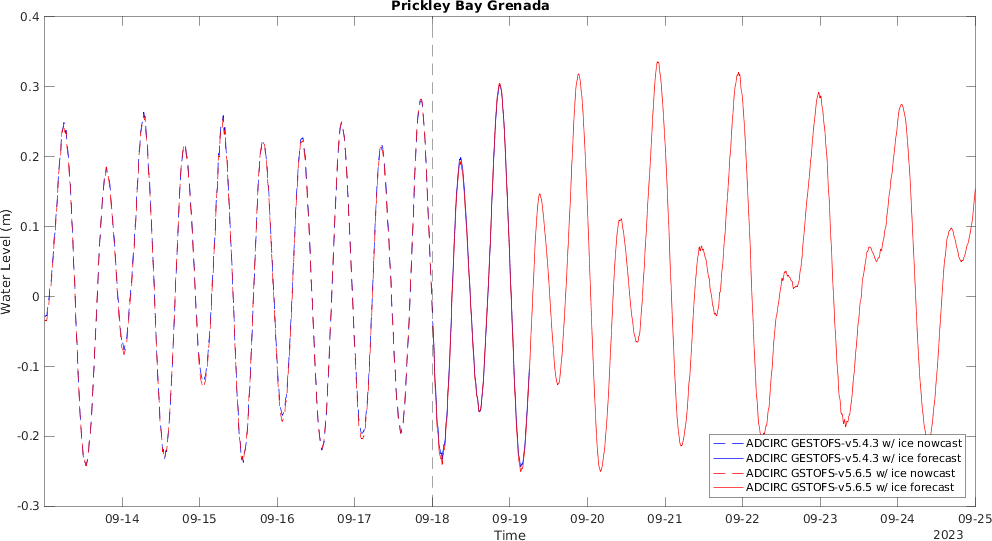 Prickley Bay Grenada
0.4
0.3
0.2
0.1
0
-0.1
-0.2
-0.3
Water Level (m)
ADCIRC GESTOFS-v5.4.3 w/ ice nowcast
ADCIRC GESTOFS-v5.4.3 w/ ice forecast
ADCIRC GSTOFS-v5.6.5 w/ ice nowcast
ADCIRC GSTOFS-v5.6.5 w/ ice forecast
09-14 09-15 09-16 09-17 09-18 09-19 09-20 09-21 09-22 09-23 09-24 09-25
Time
2023